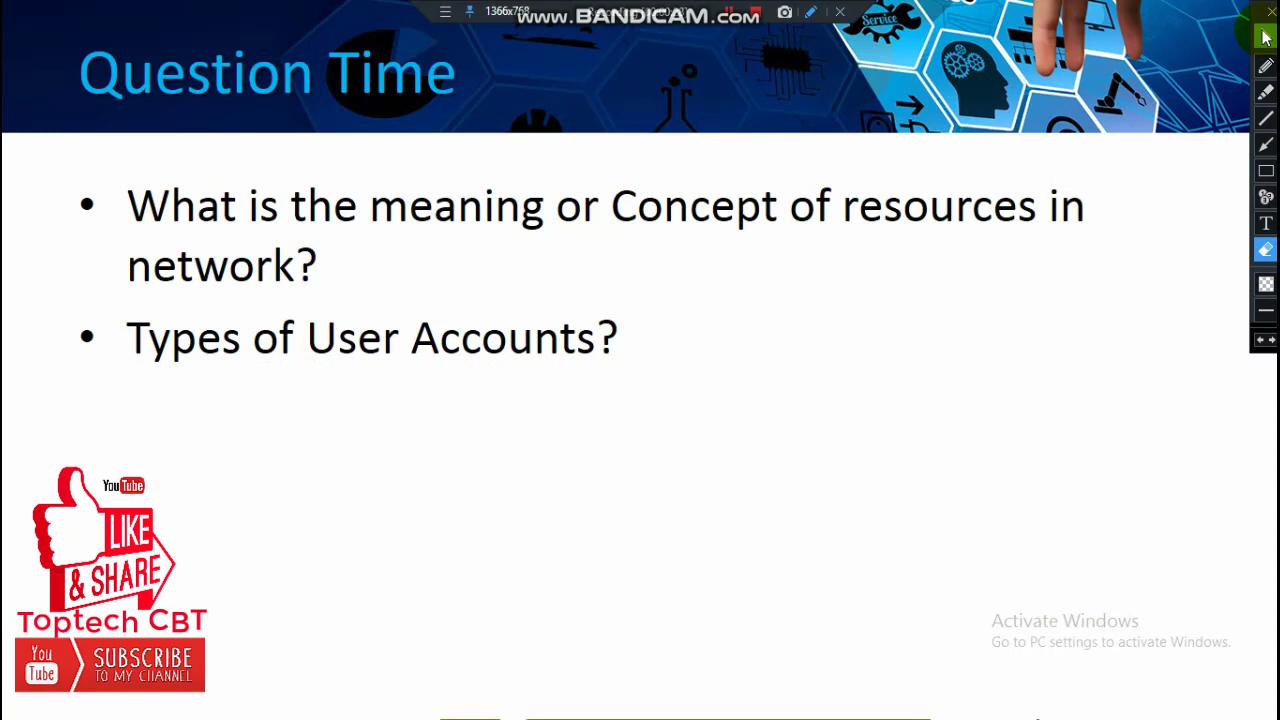 1366x768
www.BANDICAM.com
Service
Question Time
• What is the meaning or Concept of resources in
network?
• Types of User Accounts?
YouTube
LIKE
& SHARE
Toptech CBT
You Tube
SUBSCRIBE
TO MY CHANNEL
Activate Windows
Go to PC settings to activate Windows.
T